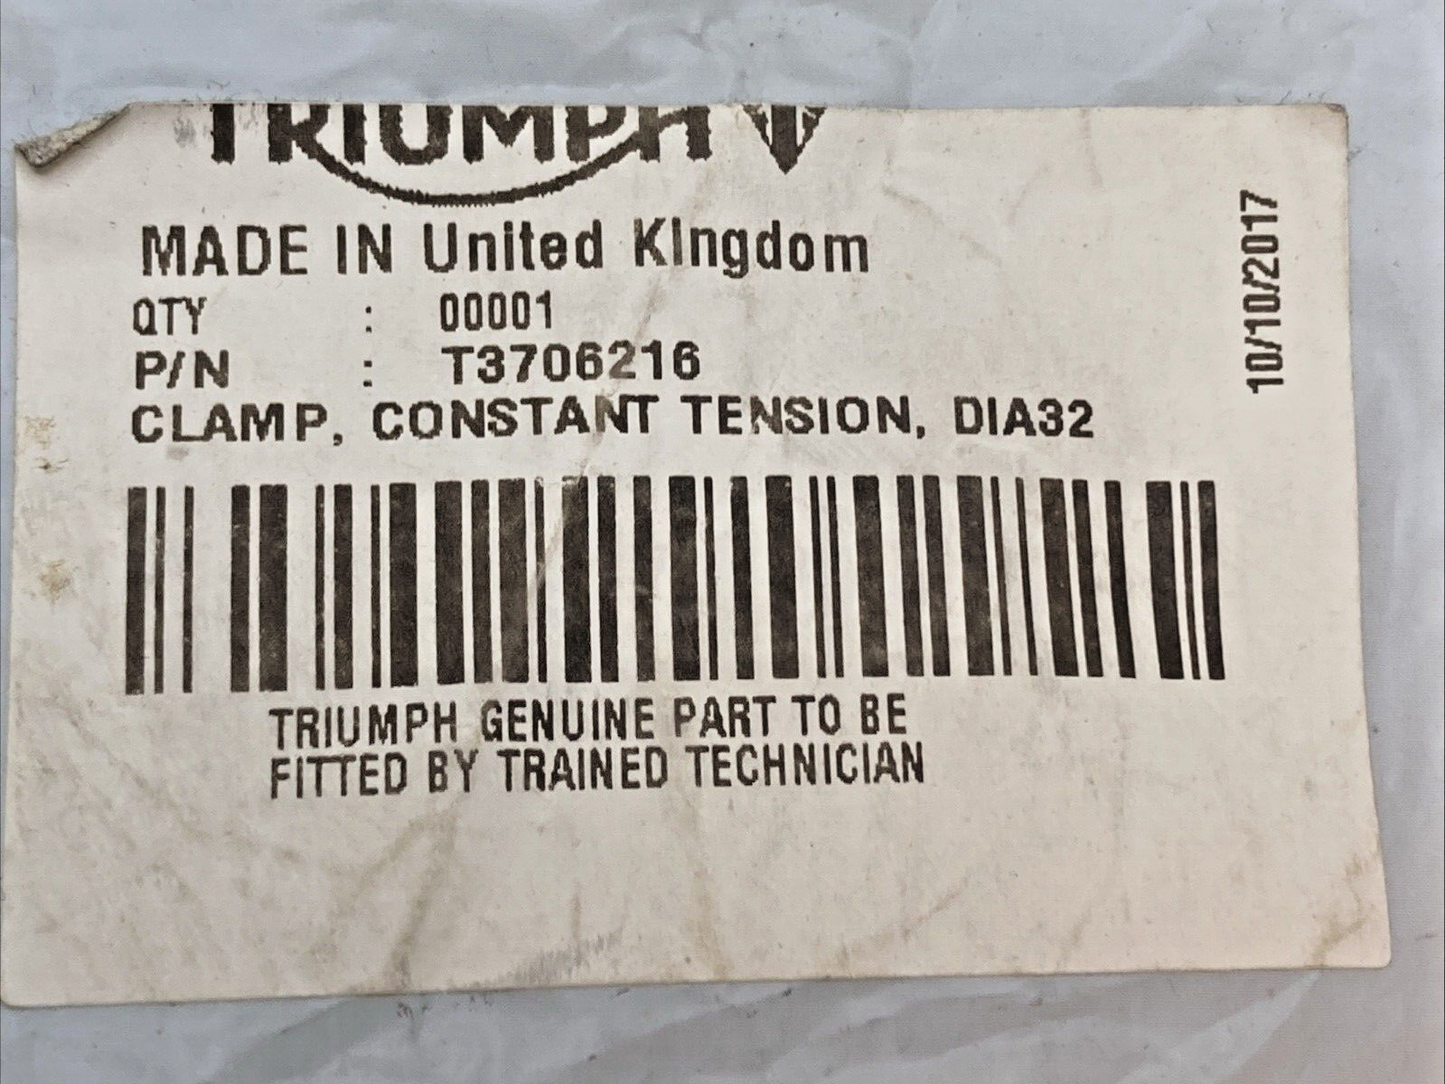 TRIUMPH
MADE IN United KIngdom
QTY : 00001
P/N : T3706216
CLAMP, CONSTANT TENSION, DIA32
TRIUMPH GENUINE PART TO BE
FITTED BY TRAINED TECHNICIAN
10/10/2017